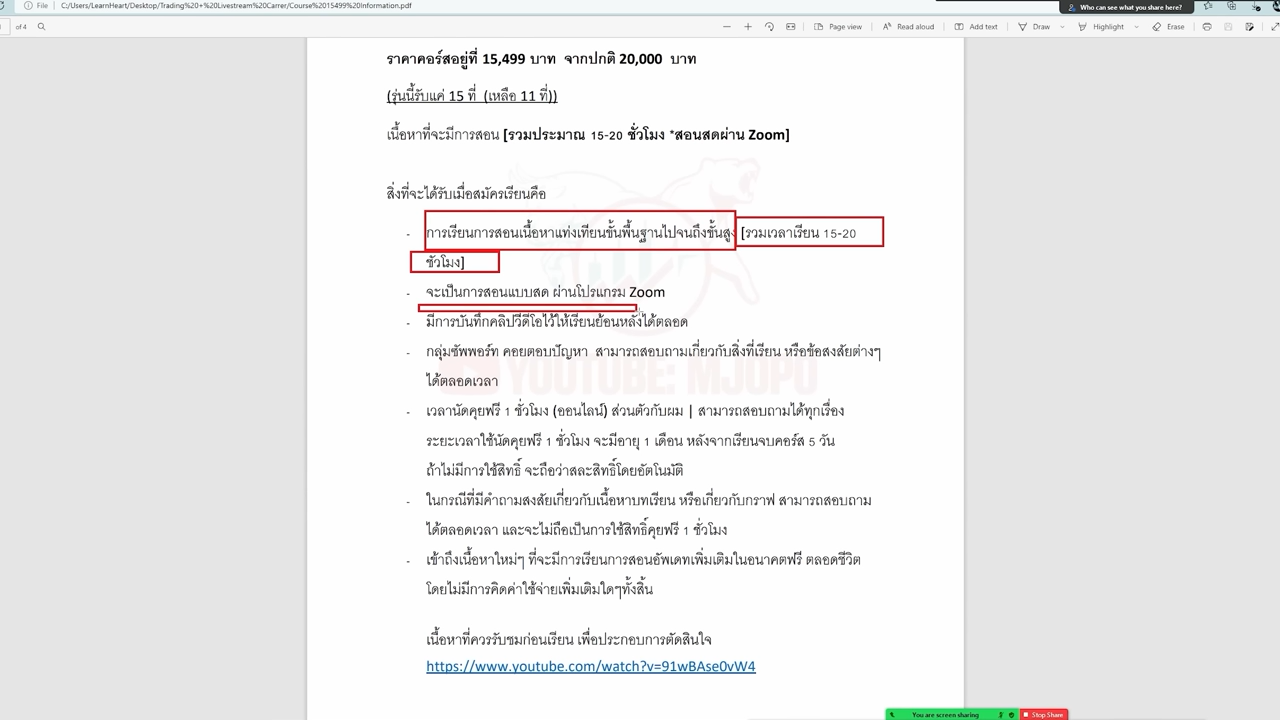 File
C:/Users/LearnHeart/Desktop/Trading%20+%20Livestream%20Carrer/Course%2015499%20Information.pdf
Who can see what you share here?
of 4
Page view
Read aloud
Add text
Draw
Highlight
Erase
ราคาคอร์สอยู่ที่ 15,499 บาท จากปกติ 20,000 บาท
(รุ่นนี้รับแค่ 15 ที่ (เหลือ 11 ที่))
เนื้อหาที่จะมีการสอน [รวมประมาณ 15-20 ชั่วโมง *สอนสดผ่าน Zoom]
สิ่งที่จะได้รับเมื่อสมัครเรียนคือ
- การเรียนการสอนเนื้อหาแท่งเทียนขั้นพื้นฐานไปจนถึงขั้นสูง [รวมเวลาเรียน 15-20
ชั่วโมง]
- จะเป็นการสอนแบบสด ผ่านโปรแกรม Zoom
- มีการบันทึกคลิปวีดีโอไว้ให้เรียนย้อนหลังได้ตลอด
- กลุ่มซัพพอร์ท คอยตอบปัญหา สามารถสอบถามเกี่ยวกับสิ่งที่เรียน หรือข้อสงสัยต่างๆ
ได้ตลอดเวลา
YOUTUBE: MJOPU
- เวลานัดคุยฟรี 1 ชั่วโมง (ออนไลน์) ส่วนตัวกับผม | สามารถสอบถามได้ทุกเรื่อง
ระยะเวลาใช้นัดคุยฟรี 1 ชั่วโมง จะมีอายุ 1 เดือน หลังจากเรียนจบคอร์ส 5 วัน
ถ้าไม่มีการใช้สิทธิ์ จะถือว่าสละสิทธิ์โดยอัตโนมัติ
- ในกรณีที่มีคำถามสงสัยเกี่ยวกับเนื้อหาบทเรียน หรือเกี่ยวกับกราฟ สามารถสอบถาม
ได้ตลอดเวลา และจะไม่ถือเป็นการใช้สิทธิ์คุยฟรี 1 ชั่วโมง
- เข้าถึงเนื้อหาใหม่ๆ ที่จะมีการเรียนการสอนอัพเดทเพิ่มเติมในอนาคตฟรี ตลอดชีวิต
โดยไม่มีการคิดค่าใช้จ่ายเพิ่มเติมใดๆทั้งสิ้น
เนื้อหาที่ควรรับชมก่อนเรียน เพื่อประกอบการตัดสินใจ
https://www.youtube.com/watch?v=91wBAse0vW4
You are screen sharing
Stop Share